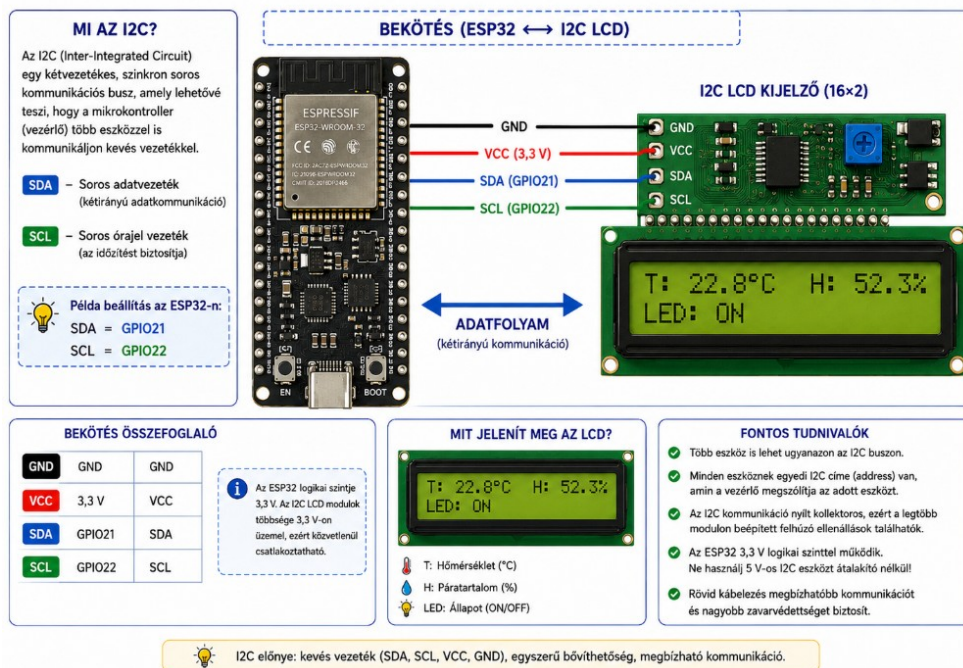 MI AZ I2C?
Az I2C (Inter-Integrated Circuit)
egy kétvezetékes, szinkron soros
kommunikációs busz, amely lehetővé
teszi, hogy a mikrokontroller
(vezérlő) több eszközzel is
kommunikáljon kevés vezetékkel.
SDA – Soros adatvezeték
(kétirányú adatkommunikáció)
SCL – Soros órajel vezeték
(az időzítést biztosítja)
Példa beállítás az ESP32-n:
SDA = GPIO21
SCL = GPIO22
BEKÖTÉS (ESP32 ⟷ I2C LCD)
ESPRESSIF
ESP32-WROOM-32
EN
BOOT
GND
VCC (3,3 V)
SDA (GPIO21)
SCL (GPIO22)
ADATFOLYAM
(kétirányú kommunikáció)
I2C LCD KIJELZŐ (16×2)
GND
VCC
SDA
SCL
T: 22.8°C H: 52.3%
LED: ON
BEKÖTÉS ÖSSZEFOGLALÓ
GND GND GND
VCC 3,3 V VCC
SDA GPIO21 SDA
SCL GPIO22 SCL
Az ESP32 logikai szintje
3,3 V. Az I2C LCD modulok
többsége 3,3 V-on
üzemel, ezért közvetlenül
csatlakoztatható.
MIT JELENÍT MEG AZ LCD?
T: 22.8°C H: 52.3%
LED: ON
T: Hőmérséklet (°C)
H: Páratartalom (%)
LED: Állapot (ON/OFF)
FONTOS TUDNIVALÓK
Több eszköz is lehet ugyanazon az I2C buszon.
Minden eszköznek egyedi I2C címe (address) van,
amin a vezérlő megszólítja az adott eszközt.
Az I2C kommunikáció nyílt kollektoros, ezért a legtöbb
modulon beépített felhúzó ellenállások találhatók.
Az ESP32 3,3 V logikai szinttel működik.
Ne használj 5 V-os I2C eszközt átalakító nélkül!
Rövid kábelezés megbízhatóbb kommunikációt
és nagyobb zavarvédettséget biztosít.
I2C előnye: kevés vezeték (SDA, SCL, VCC, GND), egyszerű bővíthetőség, megbízható kommunikáció.